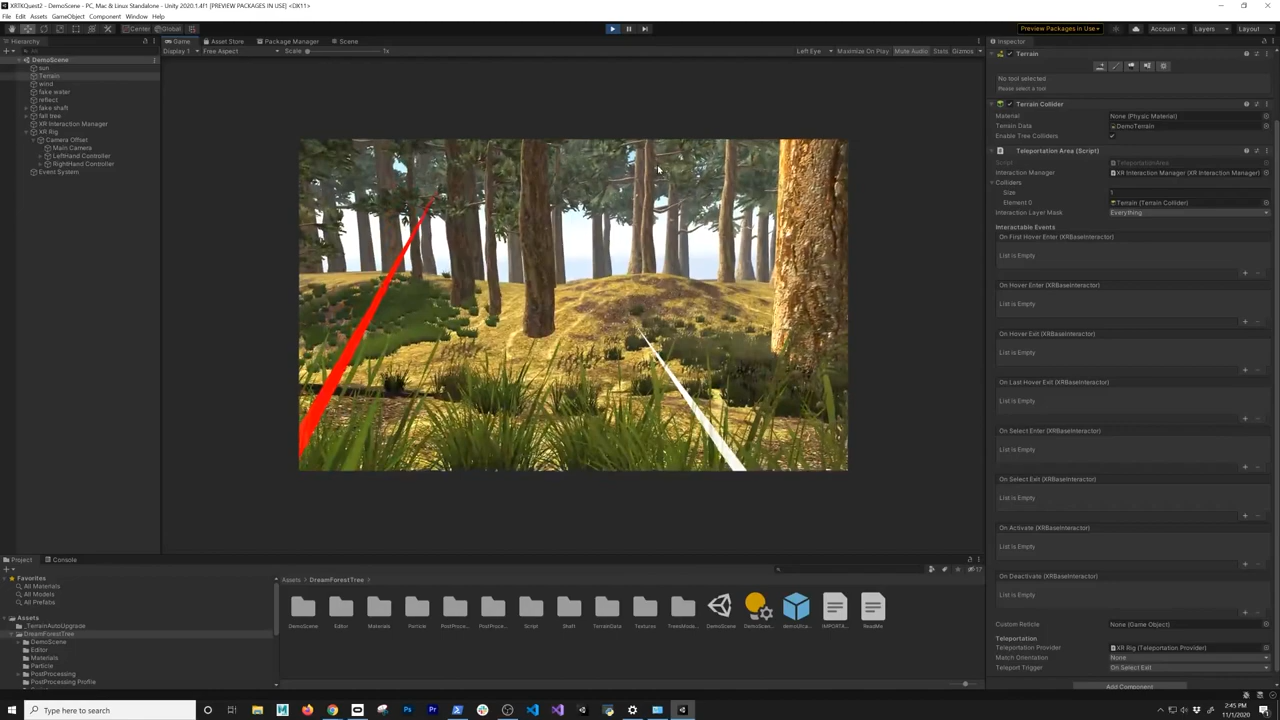 XRTKQuest2 - DemoScene - PC, Mac & Linux Standalone - Unity 2020.1.4f1 [PREVIEW PACKAGES IN USE] <DX11>
File Edit Assets GameObject Component Window Help
Center Global
Preview Packages in Use
Account
Layers
Layout
Hierarchy
All
DemoScene
sun
Terrain
wind
fake water
reflect
fake shaft
fall tree
XR Interaction Manager
XR Rig
Camera Offset
Main Camera
LeftHand Controller
RightHand Controller
Event System
Game Asset Store Package Manager Scene
Display 1 Free Aspect Scale 1x Left Eye Maximize On Play Mute Audio Stats Gizmos
Inspector
Terrain
No tool selected
Please select a tool
Terrain Collider
Material None (Physic Material)
Terrain Data DemoTerrain
Enable Tree Colliders
Teleportation Area (Script)
Script TeleportationArea
Interaction Manager XR Interaction Manager (XR Interaction Manager)
Colliders
Size 1
Element 0 Terrain (Terrain Collider)
Interaction Layer Mask Everything
Interactable Events
On First Hover Enter (XRBaseInteractor)
List is Empty
On Hover Enter (XRBaseInteractor)
List is Empty
On Hover Exit (XRBaseInteractor)
List is Empty
On Last Hover Exit (XRBaseInteractor)
List is Empty
On Select Enter (XRBaseInteractor)
List is Empty
On Select Exit (XRBaseInteractor)
List is Empty
On Activate (XRBaseInteractor)
List is Empty
On Deactivate (XRBaseInteractor)
List is Empty
Custom Reticle None (Game Object)
Teleportation
Teleportation Provider XR Rig (Teleportation Provider)
Match Orientation None
Teleport Trigger On Select Exit
Add Component
Project Console
17
Favorites
All Materials
All Models
All Prefabs
Assets
_TerrainAutoUpgrade
DreamForestTree
DemoScene
Editor
Materials
Particle
PostProcessing
PostProcessing Profile
Assets DreamForestTree
DemoScene Editor Materials Particle PostProce... PostProce... Script Shaft TerrainData Textures TreesModa... DemoScene DemoScen... IMPORTA... ReadMe
Type here to search
2:45 PM
11/1/2020